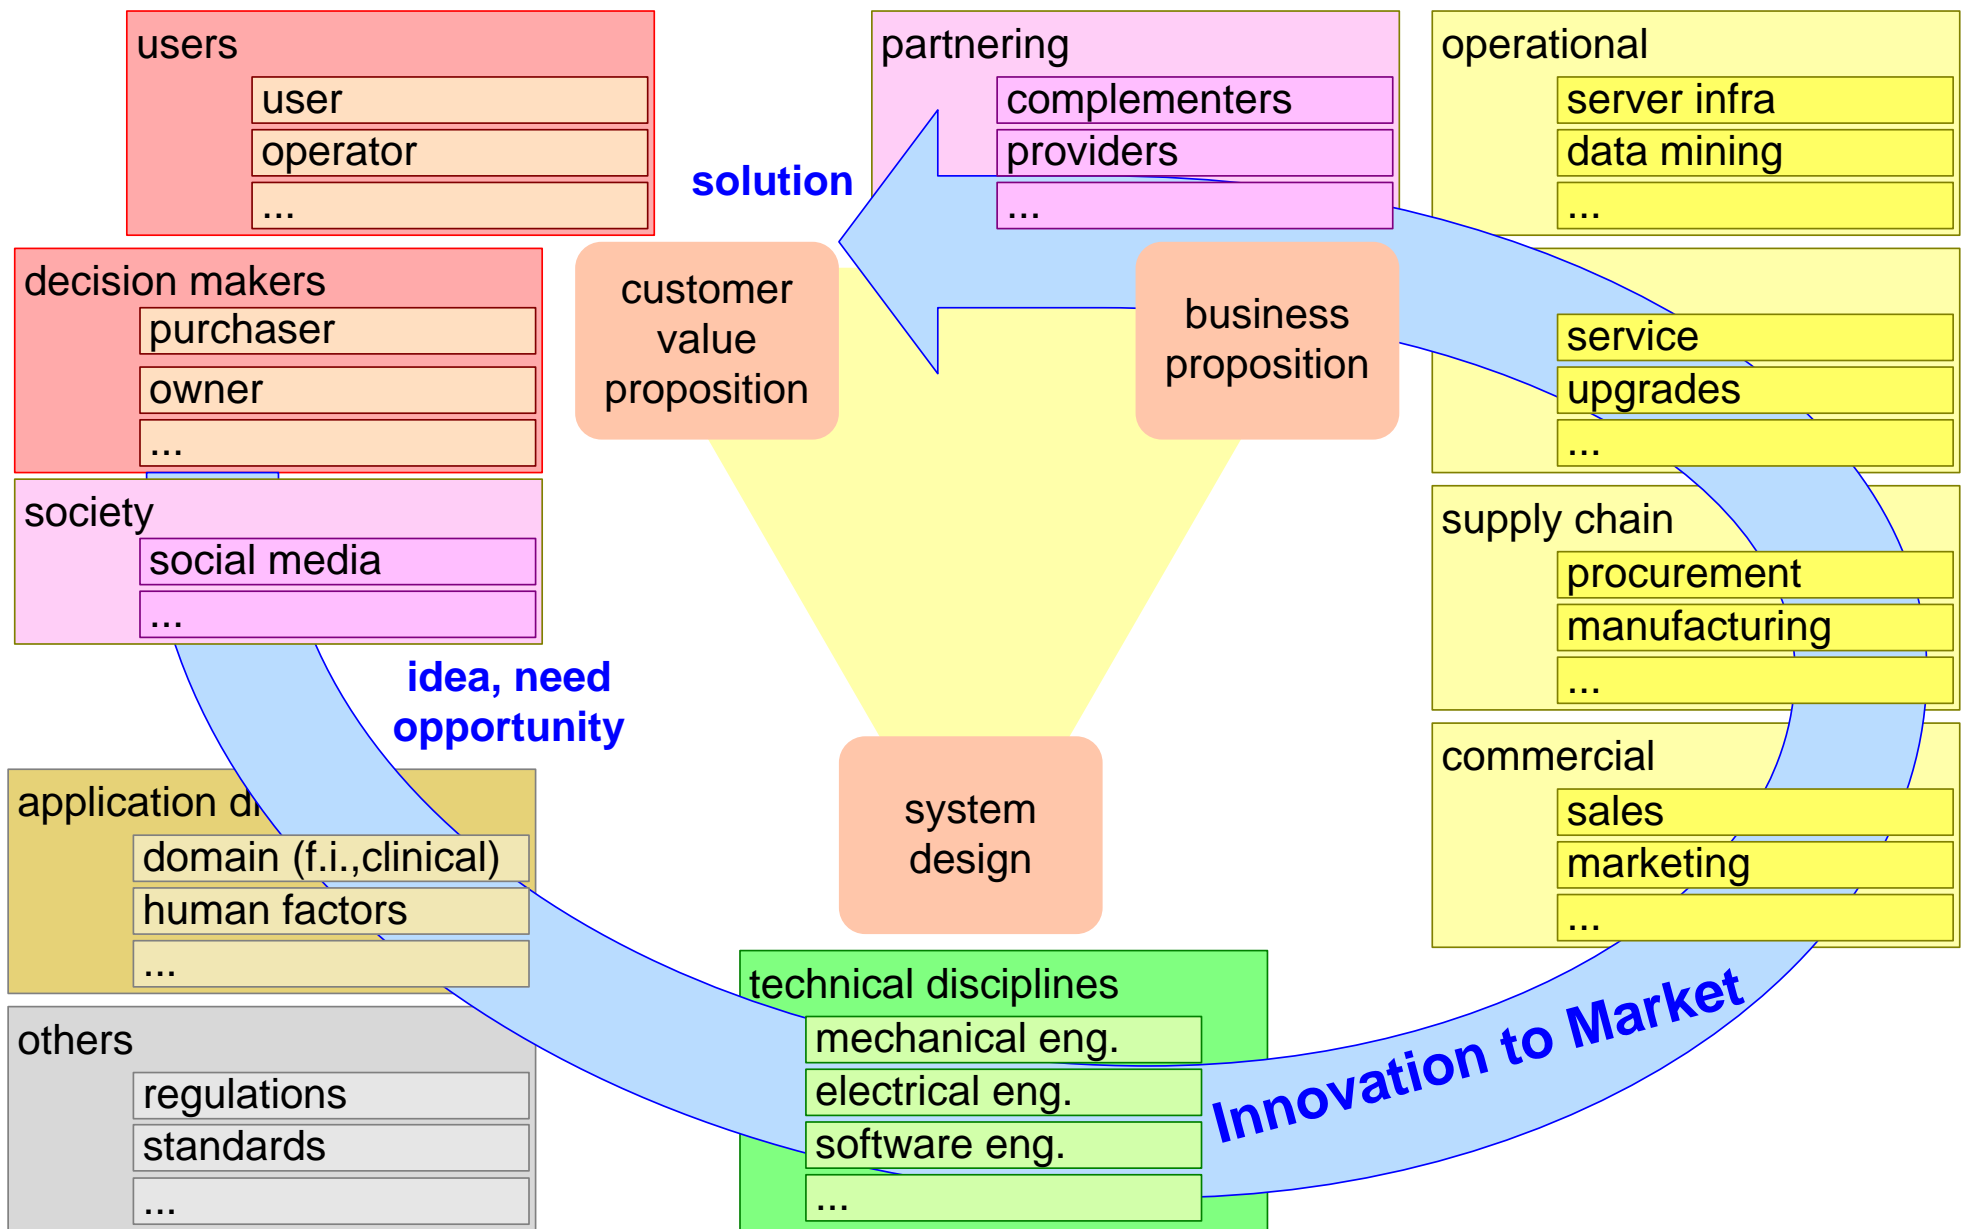 users
user
operator
...
decision makers
purchaser
owner
...
society
social media
...
idea, need
opportunity
application di
domain (f.i.,clinical)
human factors
...
others
regulations
standards
...
solution
customer
value
proposition
business
proposition
system
design
technical disciplines
mechanical eng.
electrical eng.
software eng.
...
Innovation to Market
partnering
complementers
providers
...
operational
server infra
data mining
...
service
upgrades
...
supply chain
procurement
manufacturing
...
commercial
sales
marketing
...